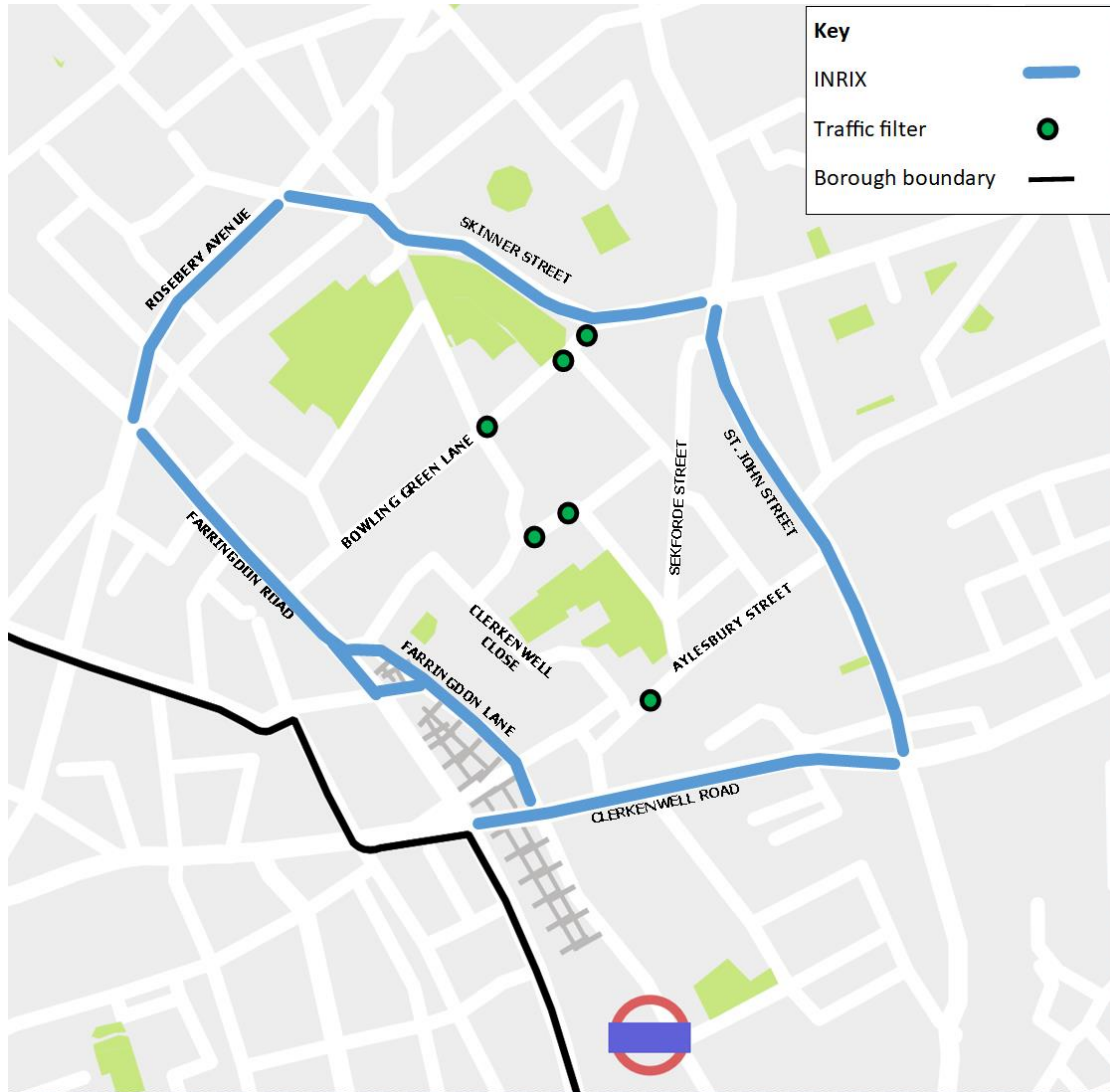 Key
INRIX
Traffic filter
Borough boundary
ROSEBERY AVENUE
SKINNER STREET
BOWLING GREEN LANE
SEKFORDE STREET
ST. JOHN STREET
FARRINGDON ROAD
CLERKENWELL
CLOSE
AYLESBURY STREET
FARRINGDON LANE
CLERKENWELL ROAD